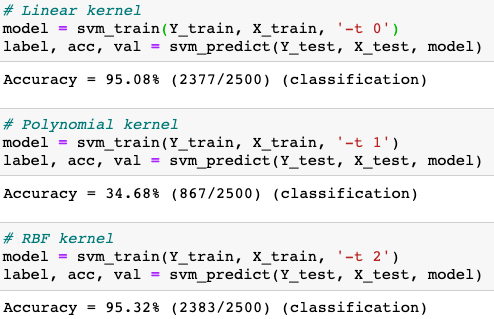 # Linear kernel
model = svm_train(Y_train, X_train, '-t 0')
label, acc, val = svm_predict(Y_test, X_test, model)
Accuracy = 95.08% (2377/2500) (classification)
# Polynomial kernel
model = svm_train(Y_train, X_train, '-t 1')
label, acc, val = svm_predict(Y_test, X_test, model)
Accuracy = 34.68% (867/2500) (classification)
# RBF kernel
model = svm_train(Y_train, X_train, '-t 2')
label, acc, val = svm_predict(Y_test, X_test, model)
Accuracy = 95.32% (2383/2500) (classification)